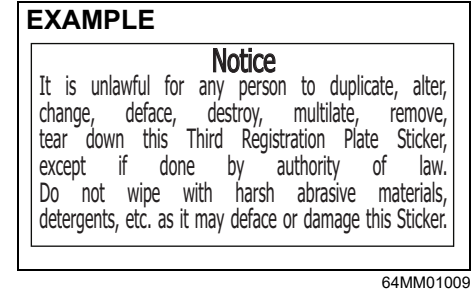 EXAMPLE
Notice
It is unlawful for any person to duplicate, alter,
change, deface, destroy, multilate, remove,
tear down this Third Registration Plate Sticker,
except if done by authority of law.
Do not wipe with harsh abrasive materials,
detergents, etc. as it may deface or damage this Sticker.
64MM01009